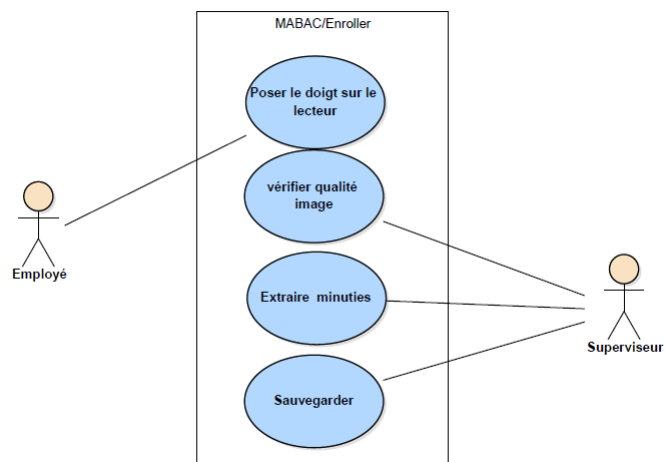 MABAC/Enroller
Poser le doigt sur le
lecteur
vérifier qualité
image
Employé
Extraire minuties
Superviseur
Sauvegarder